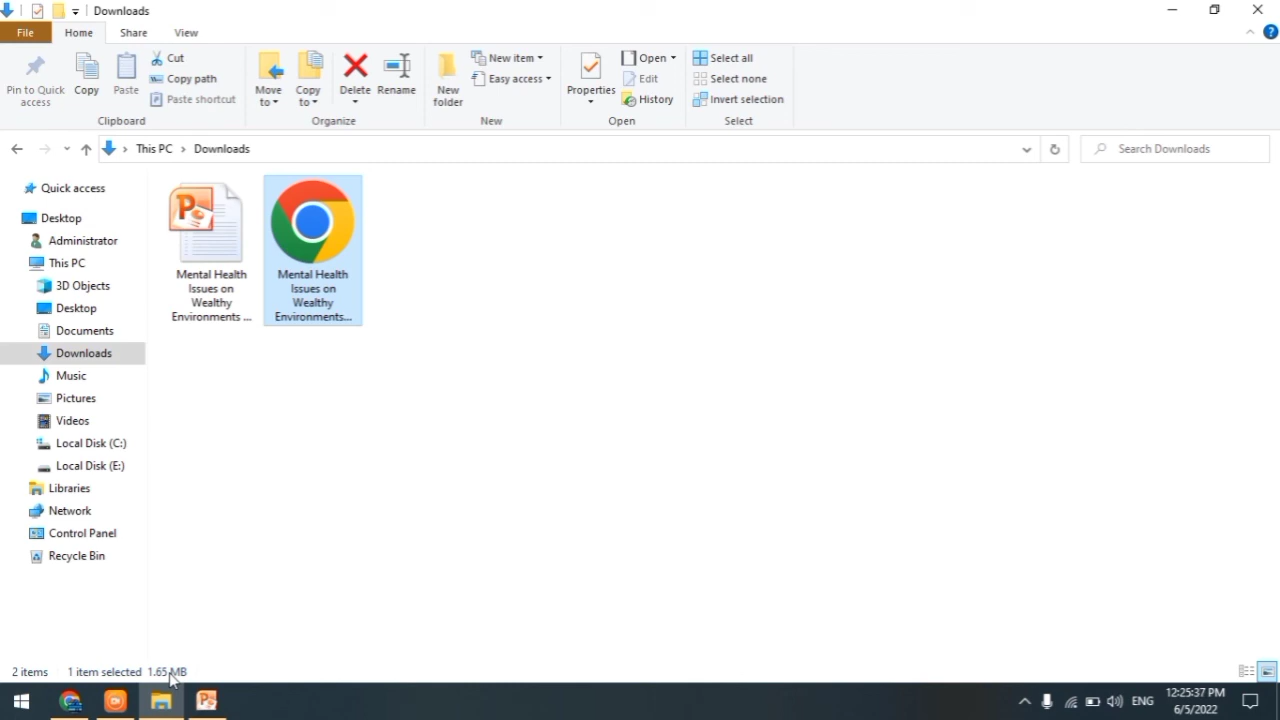 Downloads
File
Home
Share
View
Pin to Quick
access
Copy
Paste
Cut
Copy path
Paste shortcut
Clipboard
Move
to
Copy
to
Delete
Rename
Organize
New
folder
New item
Easy access
New
Properties
Open
Edit
History
Open
Select all
Select none
Invert selection
Select
This PC
Downloads
Search Downloads
Quick access
Desktop
Administrator
This PC
3D Objects
Desktop
Documents
Downloads
Music
Pictures
Videos
Local Disk (C:)
Local Disk (E:)
Libraries
Network
Control Panel
Recycle Bin
Mental Health
Issues on
Wealthy
Environments ...
Mental Health
Issues on
Wealthy
Environments...
2 items
1 item selected 1.65 MB
ENG
12:25:37 PM
6/5/2022